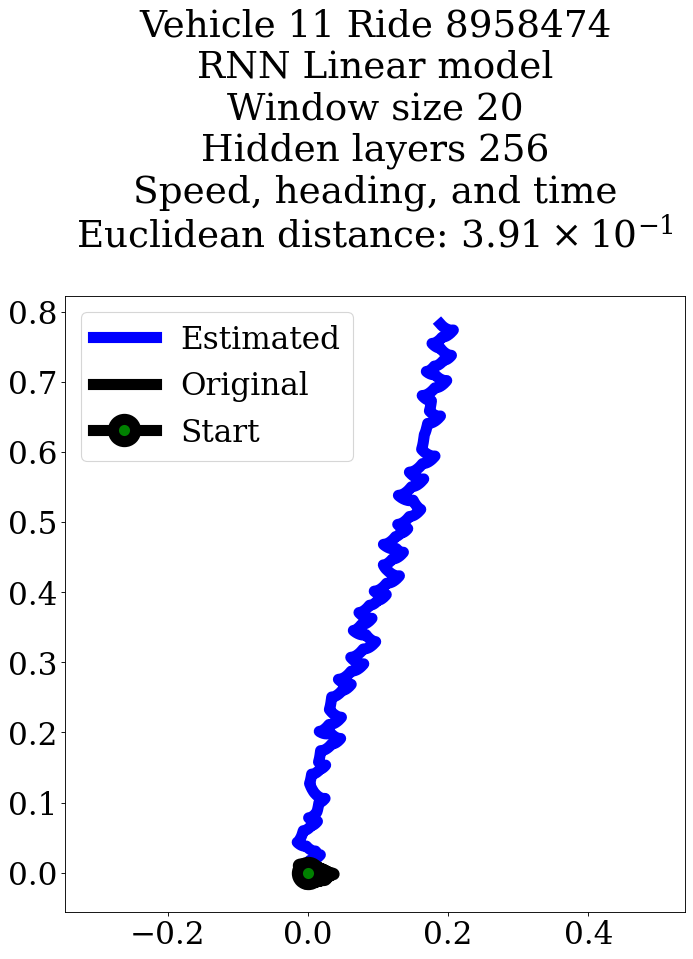 Vehicle 11 Ride 8958474
RNN Linear model
Window size 20
Hidden layers 256
Speed, heading, and time
Euclidean distance: 3.91 × 10⁻¹
Estimated
Original
Start
0.8
0.7
0.6
0.5
0.4
0.3
0.2
0.1
0.0
−0.2 0.0 0.2 0.4